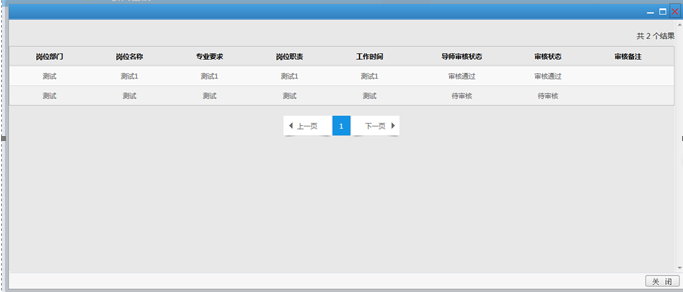 共 2 个结果
岗位部门 岗位名称 专业要求 岗位职责 工作时间 导师审核状态 审核状态 审核备注
测试 测试1 测试1 测试1 测试1 审核通过 审核通过
测试 测试 测试 测试 测试 待审核 待审核
上一页 1 下一页
关 闭